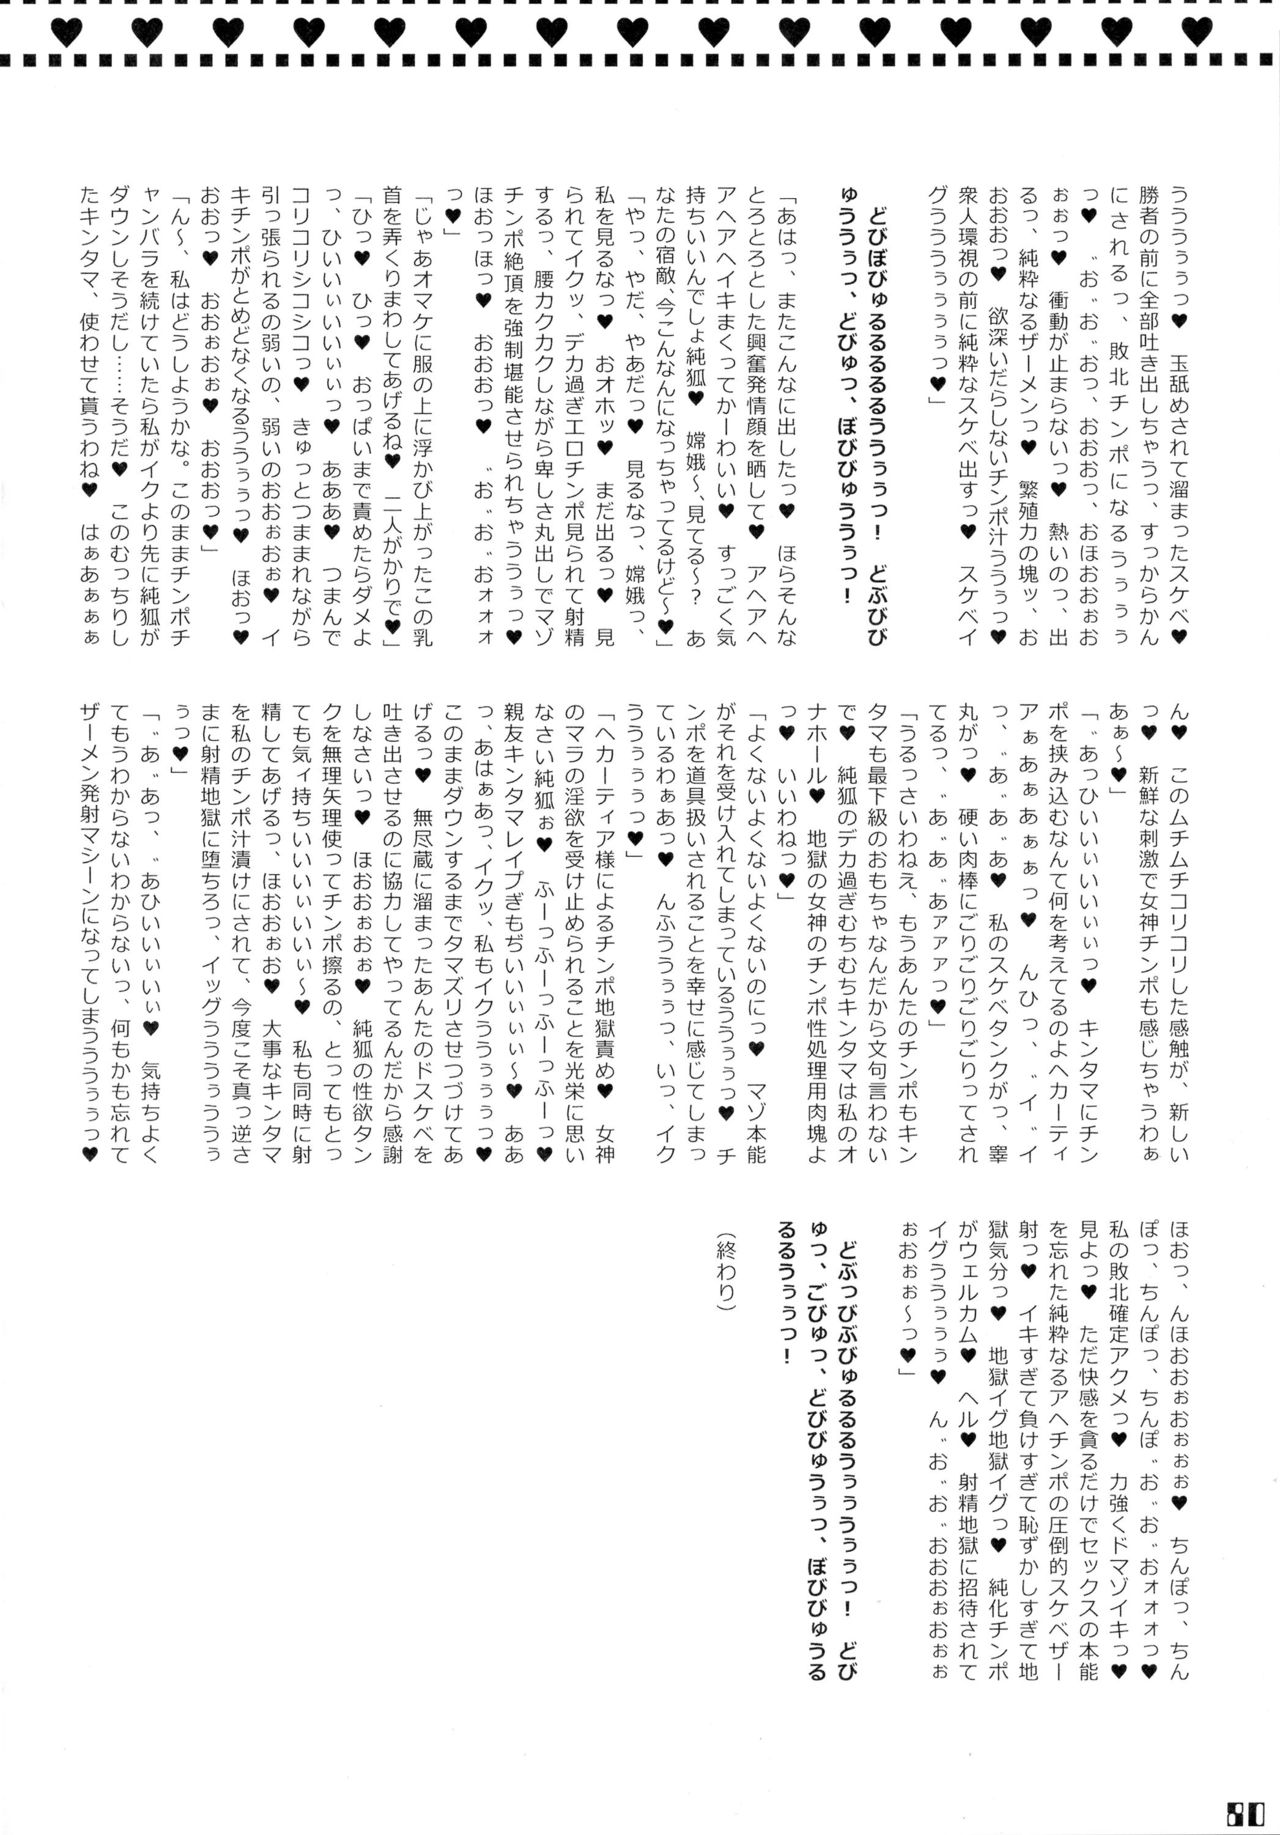 うううぅぅっ♥　玉舐めされて溜まったスケベ♥
勝者の前に全部吐き出しちゃうっ、すっからかん
にされるっ、敗北チンポになるうぅぅぅぅ
っ♥　お゛お゛お゛っ、おおおっ、おほおおぉお
ぉぉっ♥　衝動が止まらないっ♥　熱いのっ、出
るっ、純粋なるザーメンっ♥　繁殖力の塊ッ、お
おおおっ♥　欲深いだらしないチンポ汁ううぅっ♥
衆人環視の前に純粋なスケベ出すっ♥　スケベイ
グうううぅぅぅぅっ♥」
どびぼびゅるるるるるううぅぅっ！　どぶびび
ゅううぅぅっ、どびゅっ、ぼびびゅううぅっ！
「あはっ、またこんなに出したっ♥　ほらそんな
とろとろとした興奮発情顔を晒して♥　アヘアヘ
アヘアヘイキまくってかーわいい♥　すっごく気
持ちいいんでしょ純狐♥　嫦娥～、見てる～？　あ
なたの宿敵、今こんなんになっちゃってるけど～♥」
「やっ、やだ、やあだっ♥　見るなっ、嫦娥っ、
私を見るなっ♥　おオホッ♥　まだ出るっ♥　見
られてイクッ、デカ過ぎエロチンポ見られて射精
するっ、腰カクカクしながら卑しさ丸出しでマゾ
チンポ絶頂を強制堪能させられちゃううぅっ♥
ほおっほっ♥　おおおっ♥　お゛お゛お゛ォォォ
っ♥」
「じゃあオマケに服の上に浮かび上がったこの乳
首を弄くりまわしてあげるね♥　二人がかりで♥」
「ひっ♥　ひっ♥　おっぱいまで責めたらダメよ
っ、ひいいぃいいぃぃっ♥　あああ♥　つまんで
コリコリシコシコっ♥　きゅっとつままれながら
引っ張られるの弱いの、弱いのおおぉおぉ♥　イ
キチンポがとめどなくなるううぅぅっ♥　ほおっ♥
おおっ♥　おおぉおぉ♥　おおおっ♥」
「ん～、私はどうしようかな。このままチンポチ
ャンバラを続けていたら私がイクより先に純狐が
ダウンしそうだし……そうだ♥　このむっちりし
たキンタマ、使わせて貰うわね♥　はぁあぁぁぁ
ん♥　このムチムチコリコリした感触が、新しい
っ♥　新鮮な刺激で女神チンポも感じちゃうわぁ
あぁ～♥」
「あ゛っひいいぃいいぃぃっ♥　キンタマにチン
ポを挟み込むなんて何を考えてるのよヘカーティ
アぁあぁあぁぁっ♥　んひっ、イ゛イ゛イ
っ、あ゛あ゛あ゛♥　私のスケベタンクがっ、睾
丸がっ♥　硬い肉棒にごりごりごりごりってされ
てるっ、あ゛あ゛あ゛あァァァっ♥」
「うるっさいわねえ、もうあんたのチンポもキン
タマも最下級のおもちゃなんだから文句言わない
で♥　純狐のデカ過ぎむちむちキンタマは私のオ
ナホール♥　地獄の女神のチンポ性処理用肉塊よ
っ♥　いいわねっ♥」
「よくないよくないよくないのにっ♥　マゾ本能
がそれを受け入れてしまっているううぅぅっ♥　チ
ンポを道具扱いされることを幸せに感じてしまっ
ているわぁあっ♥　んふううぅぅぅっ、いっ、イク
ううぅぅぅぅっ♥」
「ヘカーティア様によるチンポ地獄責め♥　女神
のマラの淫欲を受け止められることを光栄に思い
なさい純狐ぉ♥　ふーっふーっふーっふーっ♥
親友キンタマレイプぎもぢいいぃぃぃ～♥　ああ
っ、あはぁあっ、イクッ、私もイクううぅぅぅぅっ♥
このままダウンするまでタマズリさせつづけてあ
げるっ♥　無尽蔵に溜まったあんたのドスケベを
吐き出させるのに協力してやってるんだから感謝
しなさいっ♥　ほおおぉおぉ♥　純狐の性欲タン
クを無理矢理使ってチンポ擦るの、とってもとっ
ても気ィ持ちいいいぃいいぃ～♥　私も同時に射
精してあげるっ、ほおおぉお♥　大事なキンタマ
を私のチンポ汁漬けにされて、今度こそ真っ逆さ
まに射精地獄に堕ちろっ、イッグうううぅううぅ
ぅっ♥」
「あ゛あ゛っ、あ゛ひいいぃいぃ♥　気持ちよく
てもうわからないわからないっ、何もかも忘れて
ザーメン発射マシーンになってしまうううぅぅっ♥
ほおっ、んほおおぉおぉぉぉ♥　ちんぽっ、ちん
ぽっ、ちんぽっ、ちんぽお゛お゛お゛ォォォっ♥
私の敗北確定アクメっ♥　力強くドマゾイキっ♥
見よっ♥　ただ快感を貪るだけでセックスの本能
を忘れた純粋なるアヘチンポの圧倒的スケベザー
射っ♥　イキすぎて負けすぎて恥ずかしすぎて地
獄気分っ♥　地獄イグ地獄イグっ♥　純化チンポ
がウェルカム♥　ヘル♥　射精地獄に招待されて
イグううぅぅぅ♥　ん゛お゛お゛おおおぉおぉぉ
ぉおぉぉ～っ♥」
どぶっびぶびゅるるるうぅぅうぅぅっ！　どび
ゅっ、ごびゅっ、どびびゅうぅっ、ぼびびゅうる
るるうぅぅっ！
（終わり）
80